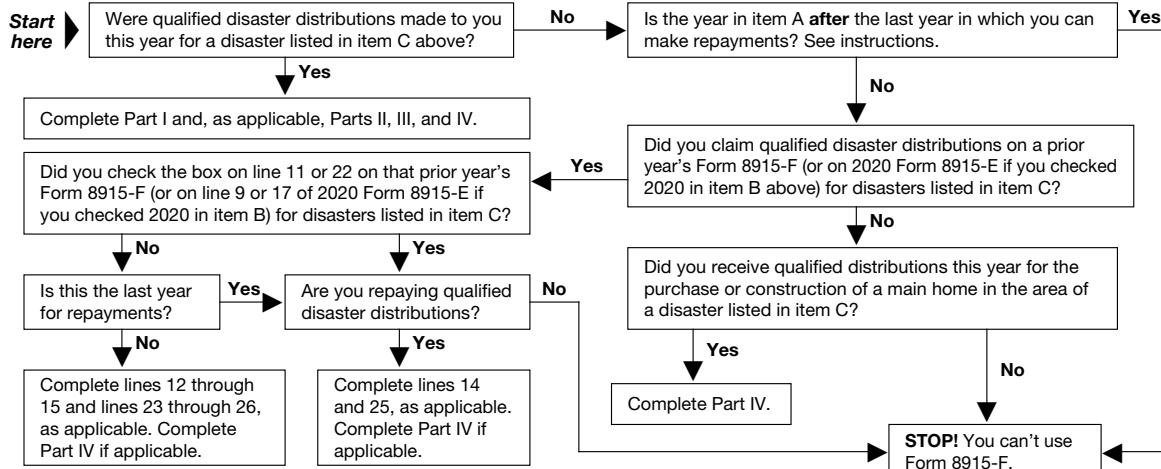 Start
here
Were qualified disaster distributions made to you
this year for a disaster listed in item C above?
No
Is the year in item A after the last year in which you can
make repayments? See instructions.
Yes
Yes
No
Complete Part I and, as applicable, Parts II, III, and IV.
Did you claim qualified disaster distributions on a prior
year's Form 8915-F (or on 2020 Form 8915-E if you checked
2020 in item B above) for disasters listed in item C?
Yes
Did you check the box on line 11 or 22 on that prior year's
Form 8915-F (or on line 9 or 17 of 2020 Form 8915-E if
you checked 2020 in item B) for disasters listed in item C?
No
No
Yes
Did you receive qualified distributions this year for the
purchase or construction of a main home in the area of
a disaster listed in item C?
Is this the last year
for repayments?
Yes
Are you repaying qualified
disaster distributions?
No
No
Yes
Yes
No
Complete lines 12 through
15 and lines 23 through 26,
as applicable. Complete
Part IV if applicable.
Complete lines 14
and 25, as applicable.
Complete Part IV if
applicable.
Complete Part IV.
STOP! You can't use
Form 8915-F.